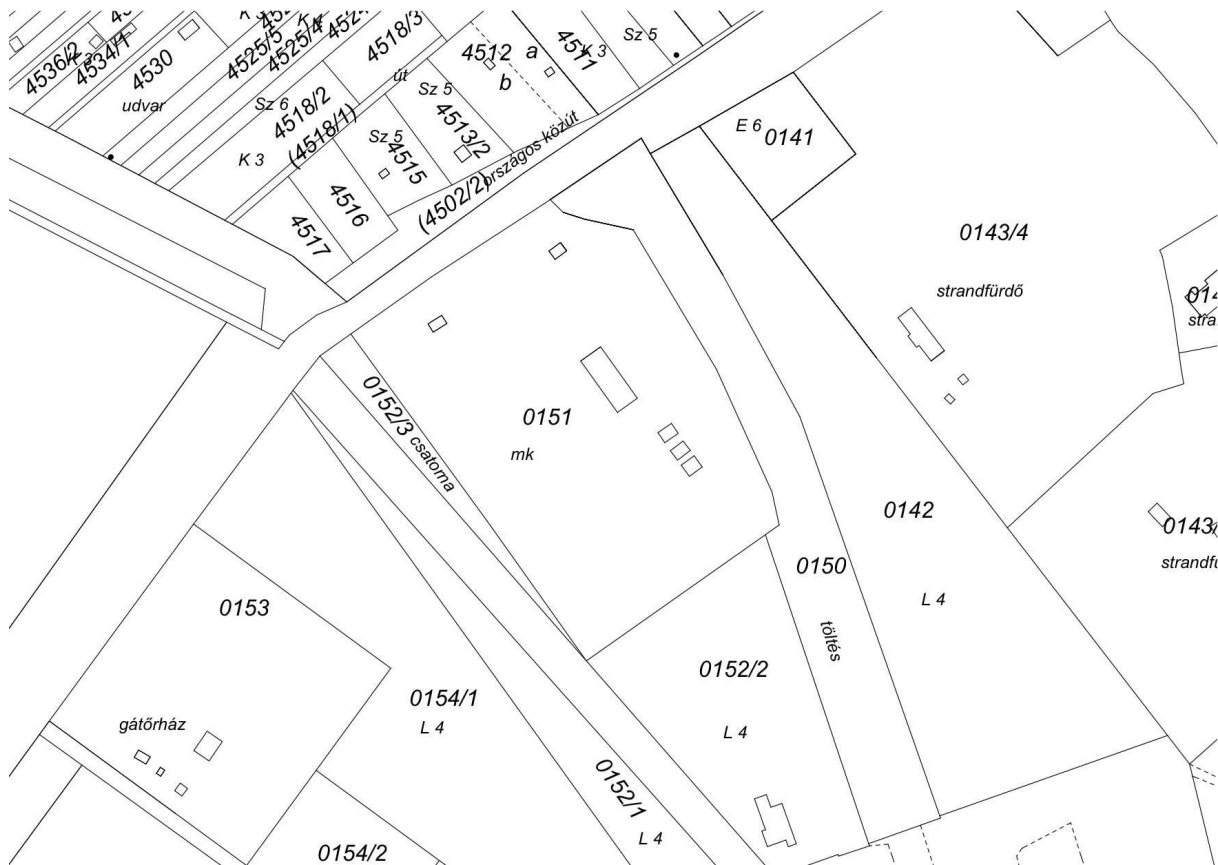 K 3
4536/2
4534/1
4530
udvar
4525/5
4525/4
4518/3
út
Sz 6
4518/2
(4518/1)
K 3
4512
a
b
4511
K 3
Sz 5
Sz 5
4513/2
Sz 5
4515
4516
4517
(4502/2)
országos közút
E 6
0141
0143/4
strandfürdő
0152/3
csatorna
0151
mk
0142
L 4
0143
0150
töltés
0153
gátőrház
0154/1
L 4
0152/2
L 4
0152/1
L 4
0154/2